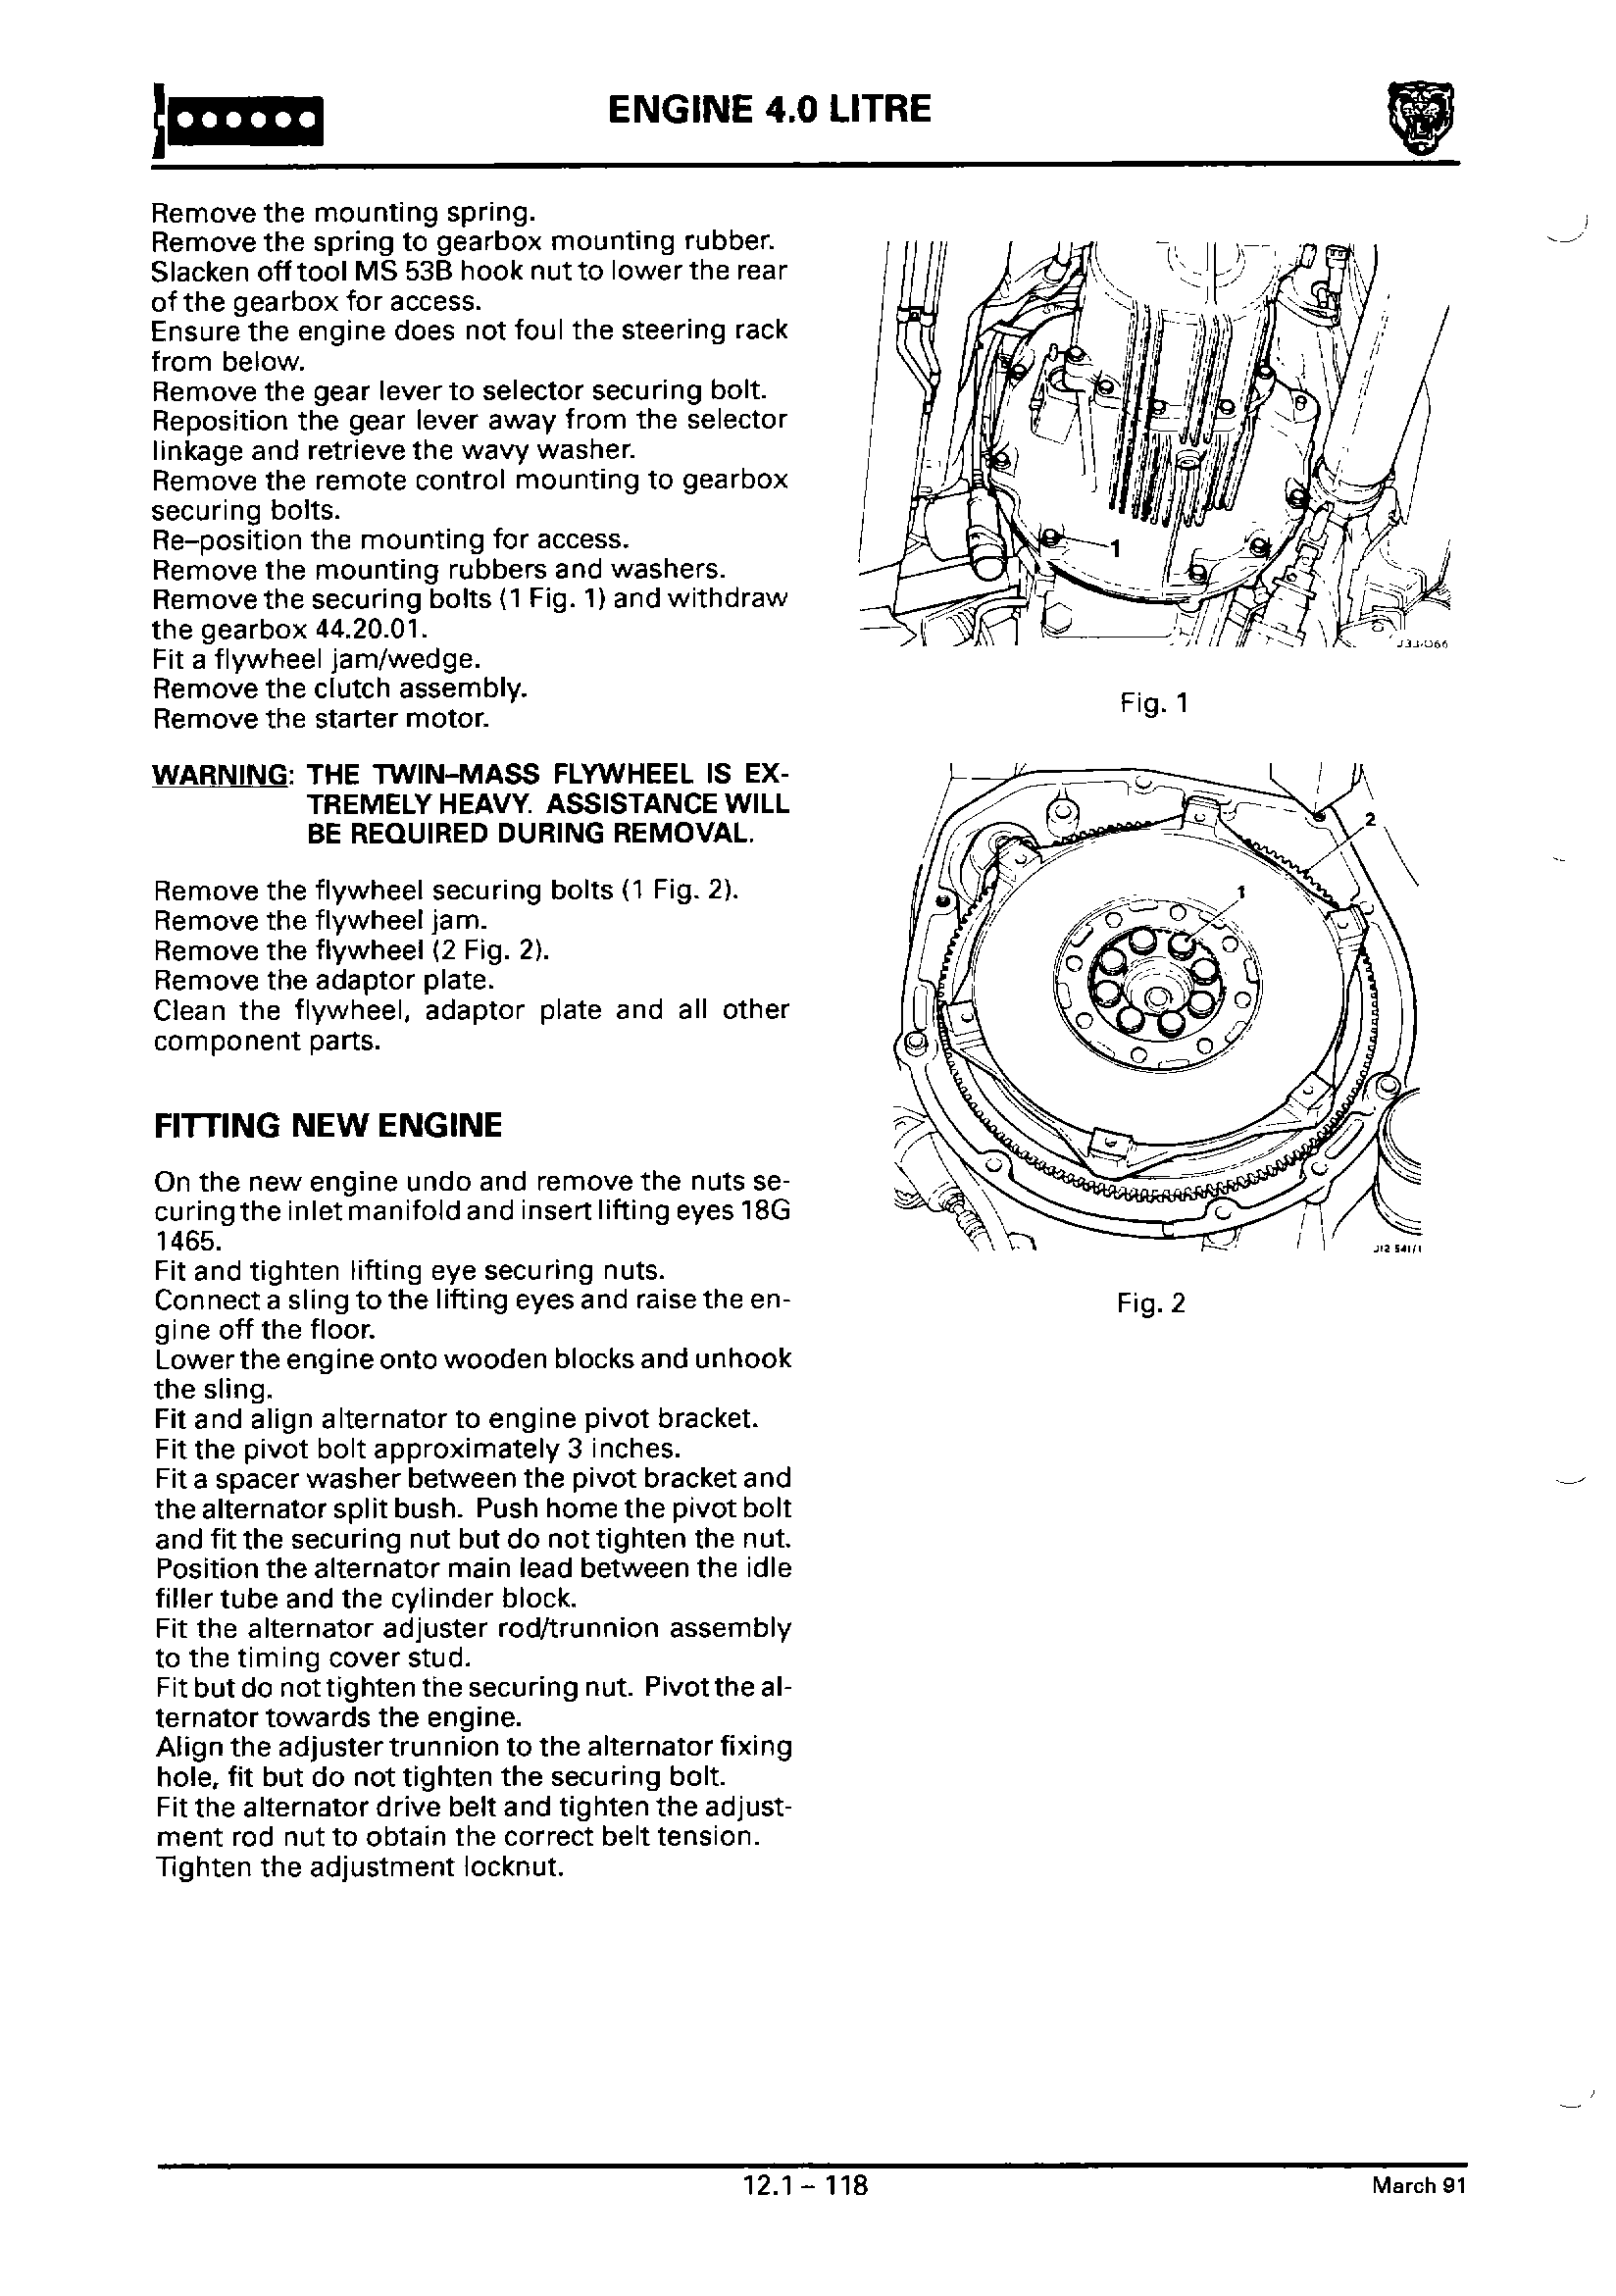 ENGINE 4.0 LITRE
Remove the mounting spring.
Remove the spring to gearbox mounting rubber.
Slacken off tool MS 53B hook nut to lower the rear
of the gearbox for access.
Ensure the engine does not foul the steering rack
from below.
Remove the gear lever to selector securing bolt.
Reposition the gear lever away from the selector
linkage and retrieve the wavy washer.
Remove the remote control mounting to gearbox
securing bolts.
Re-position the mounting for access.
Remove the mounting rubbers and washers.
Remove the securing bolts (1 Fig. 1) and withdraw
the gearbox 44.20.01.
Fit a flywheel jam/wedge.
Remove the clutch assembly.
Remove the starter motor.
WARNING: THE TWIN-MASS FLYWHEEL IS EX-
TREMELY HEAVY. ASSISTANCE WILL
BE REQUIRED DURING REMOVAL.
Remove the flywheel securing bolts (1 Fig. 2).
Remove the flywheel jam.
Remove the flywheel (2 Fig. 2).
Remove the adaptor plate.
Clean the flywheel, adaptor plate and all other
component parts.
FITTING NEW ENGINE
On the new engine undo and remove the nuts se-
curing the inlet manifold and insert lifting eyes 18G
1465.
Fit and tighten lifting eye securing nuts.
Connect a sling to the lifting eyes and raise the en-
gine off the floor.
Lower the engine onto wooden blocks and unhook
the sling.
Fit and align alternator to engine pivot bracket.
Fit the pivot bolt approximately 3 inches.
Fit a spacer washer between the pivot bracket and
the alternator split bush. Push home the pivot bolt
and fit the securing nut but do not tighten the nut.
Position the alternator main lead between the idle
filler tube and the cylinder block.
Fit the alternator adjuster rod/trunnion assembly
to the timing cover stud.
Fit but do not tighten the securing nut. Pivot the al-
ternator towards the engine.
Align the adjuster trunnion to the alternator fixing
hole, fit but do not tighten the securing bolt.
Fit the alternator drive belt and tighten the adjust-
ment rod nut to obtain the correct belt tension.
Tighten the adjustment locknut.
1
J33-066
Fig. 1
2
1
J12 541/1
Fig. 2
12.1 - 118
March 91